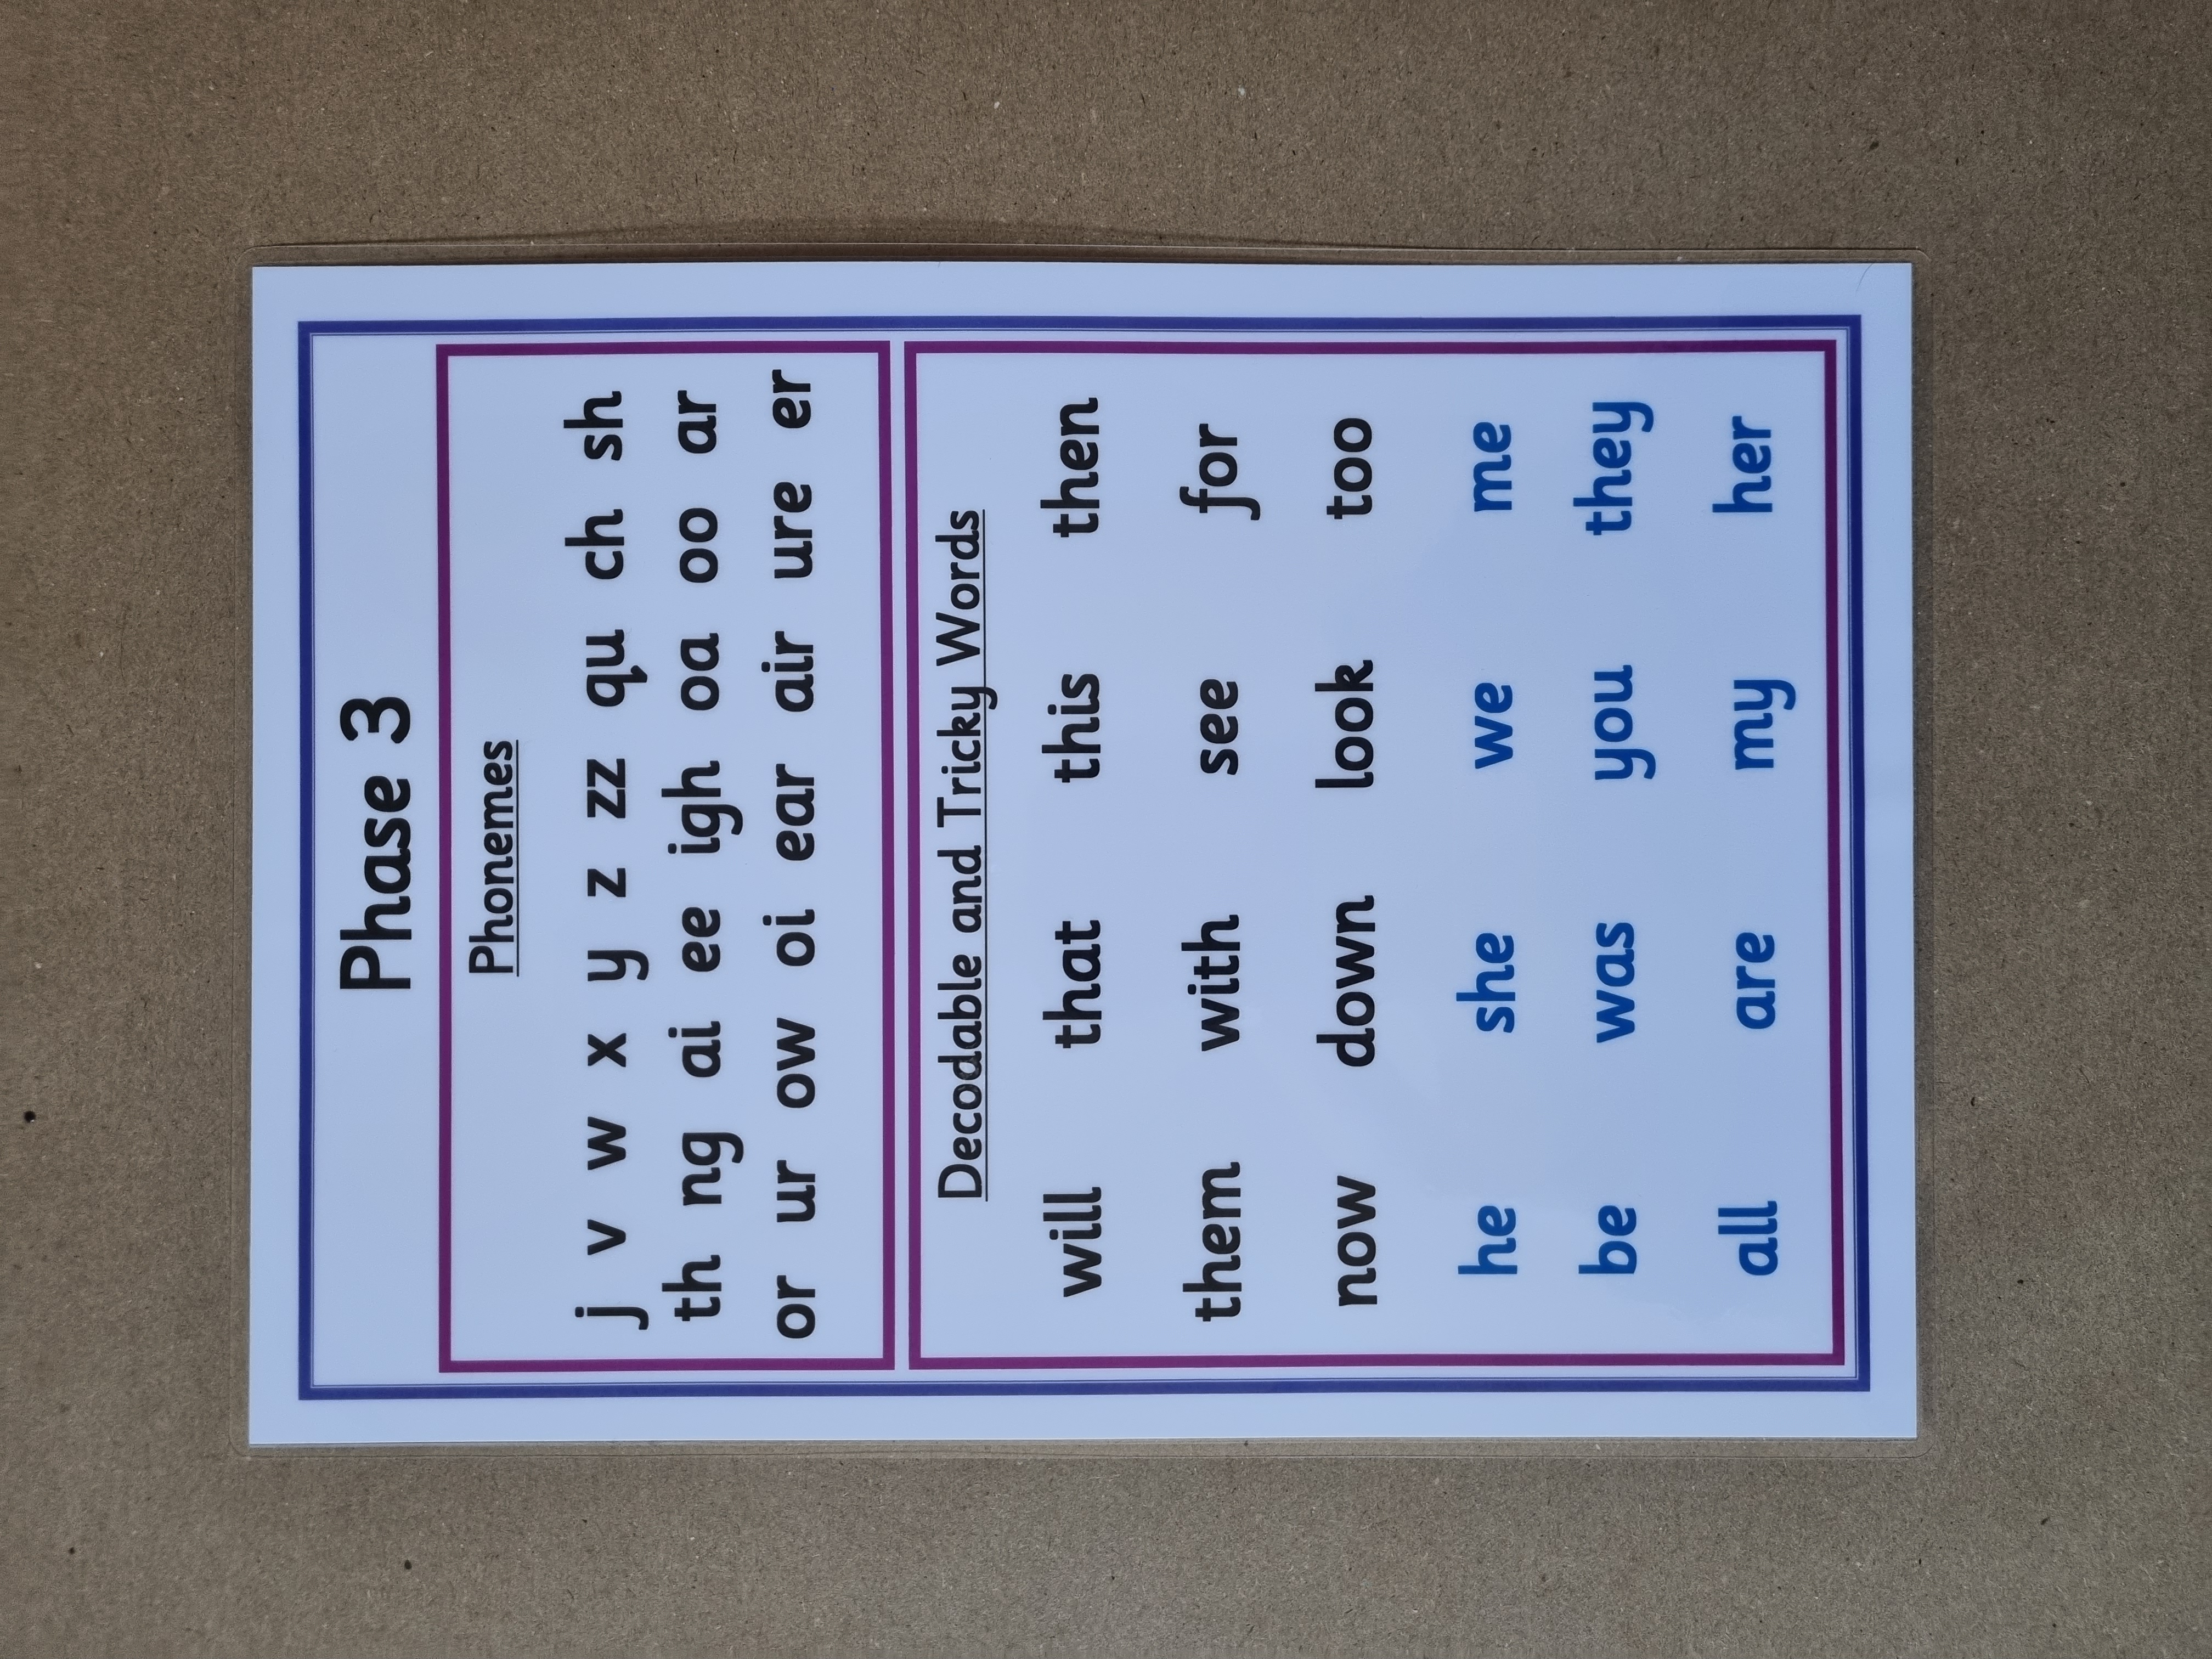 Phase 3
Phonemes
j v w x y z zz qu ch sh
th ng ai ee igh oa oo ar
or ur ow oi ear air ure er
Decodable and Tricky Words
will that this then
them with see for
now down look too
he she we me
be was you they
all are my her